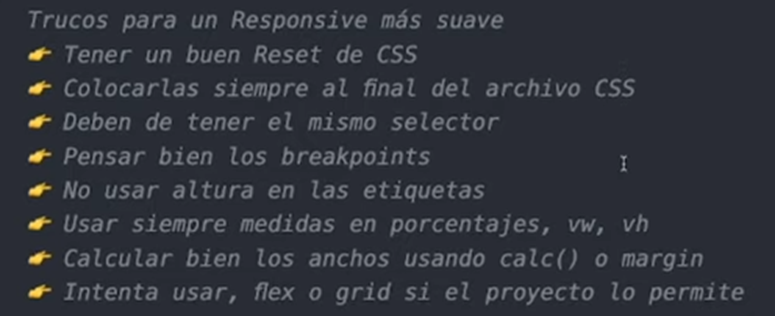 Trucos para un Responsive más suave
👉 Tener un buen Reset de CSS
👉 Colocarlas siempre al final del archivo CSS
👉 Deben de tener el mismo selector
👉 Pensar bien los breakpoints
👉 No usar altura en las etiquetas
👉 Usar siempre medidas en porcentajes, vw, vh
👉 Calcular bien los anchos usando calc() o margin
👉 Intenta usar, flex o grid si el proyecto lo permite